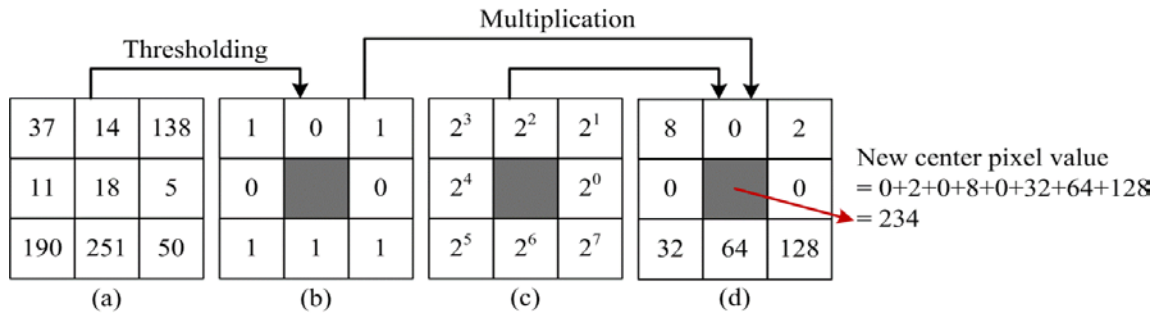 Multiplication
Thresholding
37 14 138
11 18 5
190 251 50
(a)
1 0 1
0 0
1 1 1
(b)
2³ 2² 2¹
2⁴ 2⁰
2⁵ 2⁶ 2⁷
(c)
8 0 2
0 0
32 64 128
(d)
New center pixel value
= 0+2+0+8+0+32+64+128
= 234